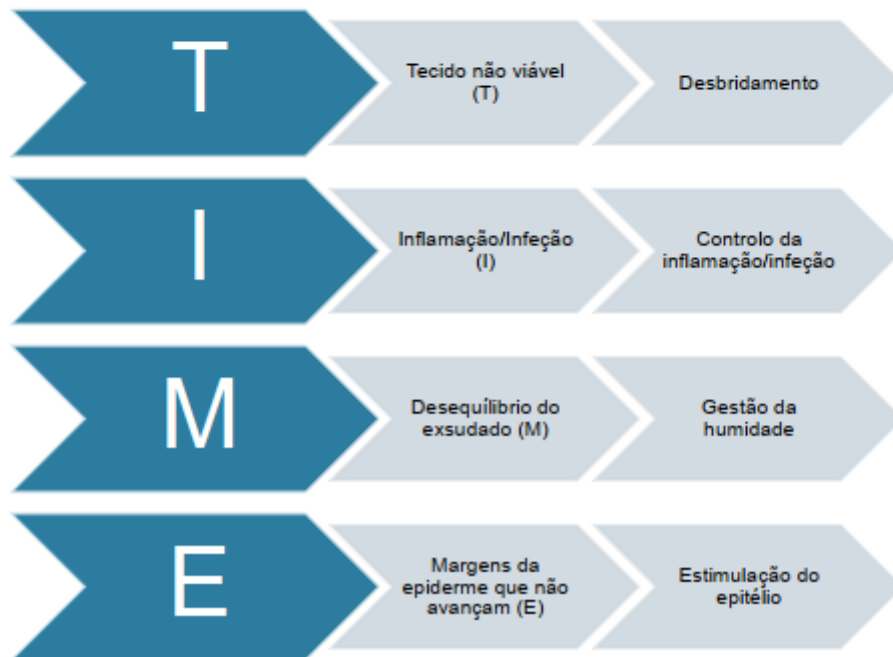 T
Tecido não viável
(T)
Desbridamento
I
Inflamação/Infeção
(I)
Controlo da
inflamação/infeção
M
Desequílibrio do
exsudado (M)
Gestão da
humidade
E
Margens da
epiderme que não
avançam (E)
Estimulação do
epitélio